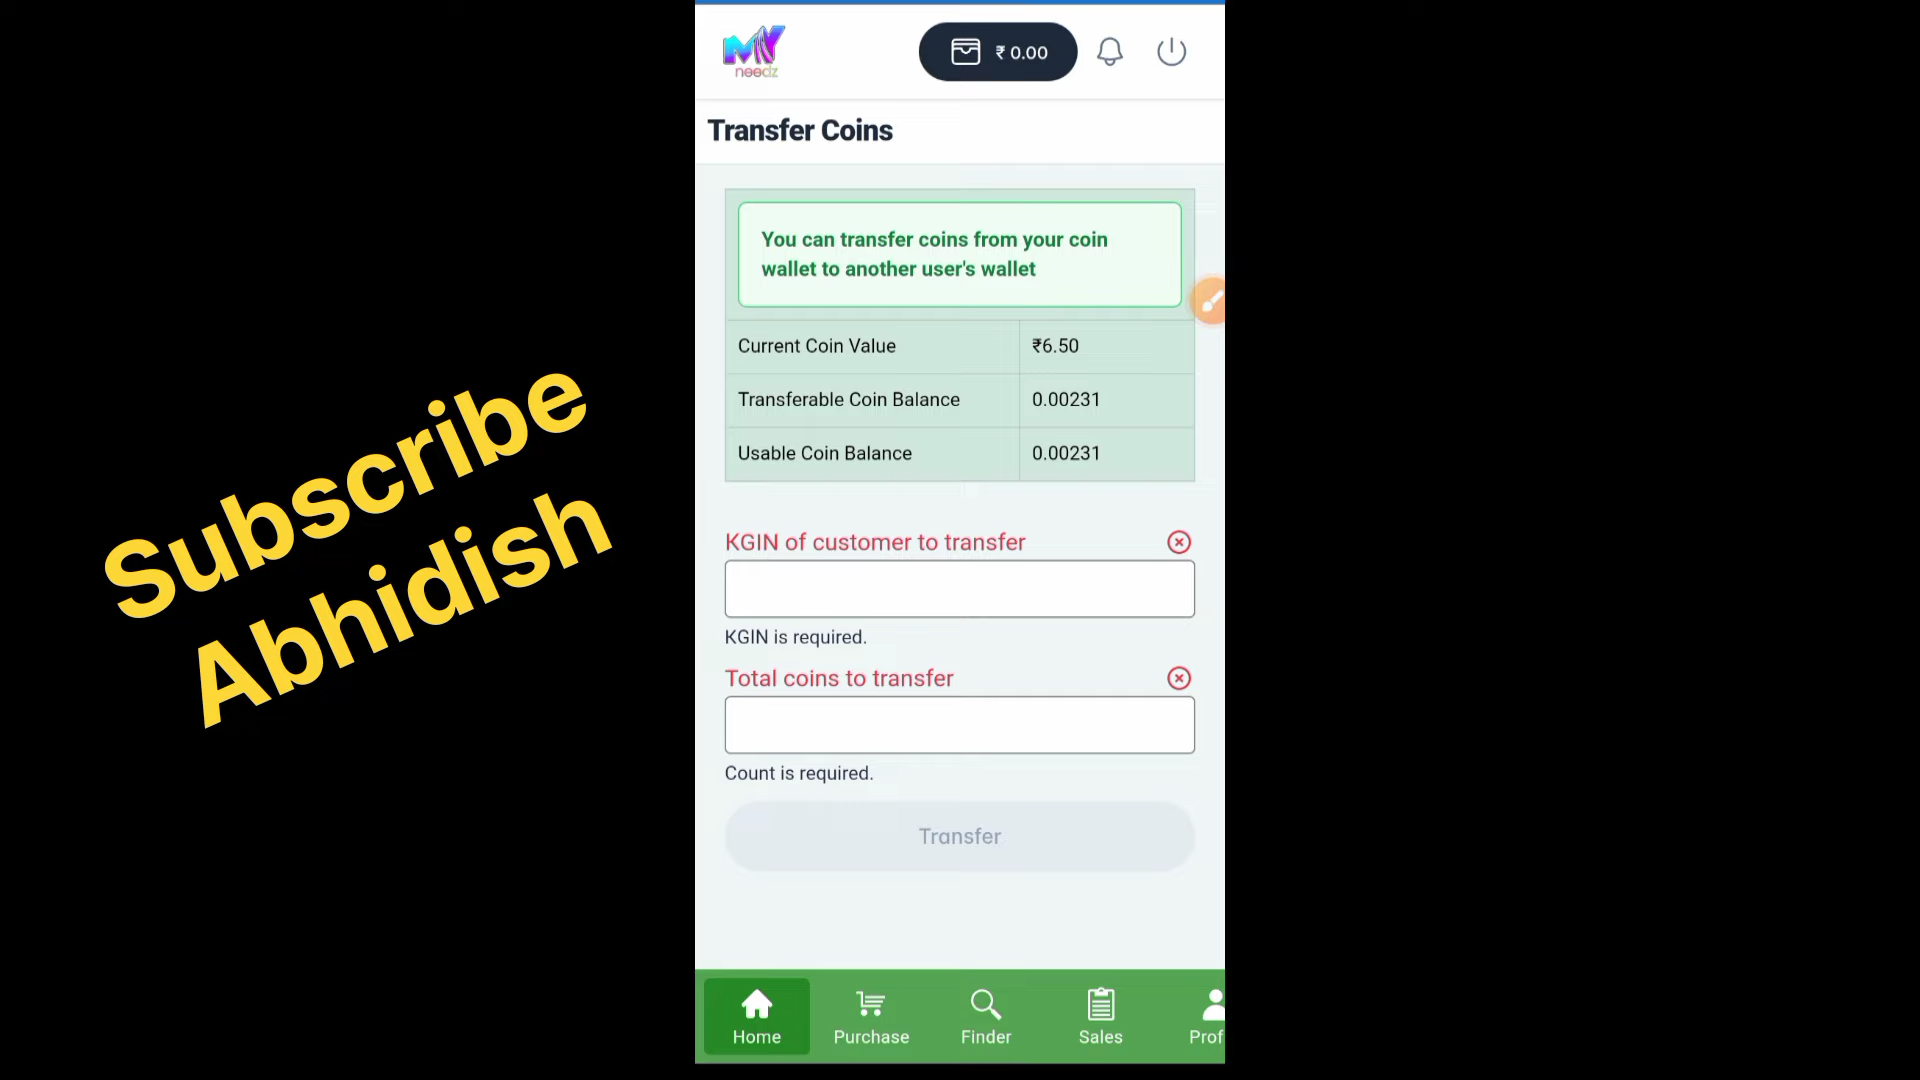 MY
needz
₹ 0.00
Transfer Coins
You can transfer coins from your coin
wallet to another user's wallet
Current Coin Value ₹6.50
Transferable Coin Balance 0.00231
Usable Coin Balance 0.00231
KGIN of customer to transfer
KGIN is required.
Total coins to transfer
Count is required.
Transfer
Home Purchase Finder Sales Prof
Subscribe
Abhidish